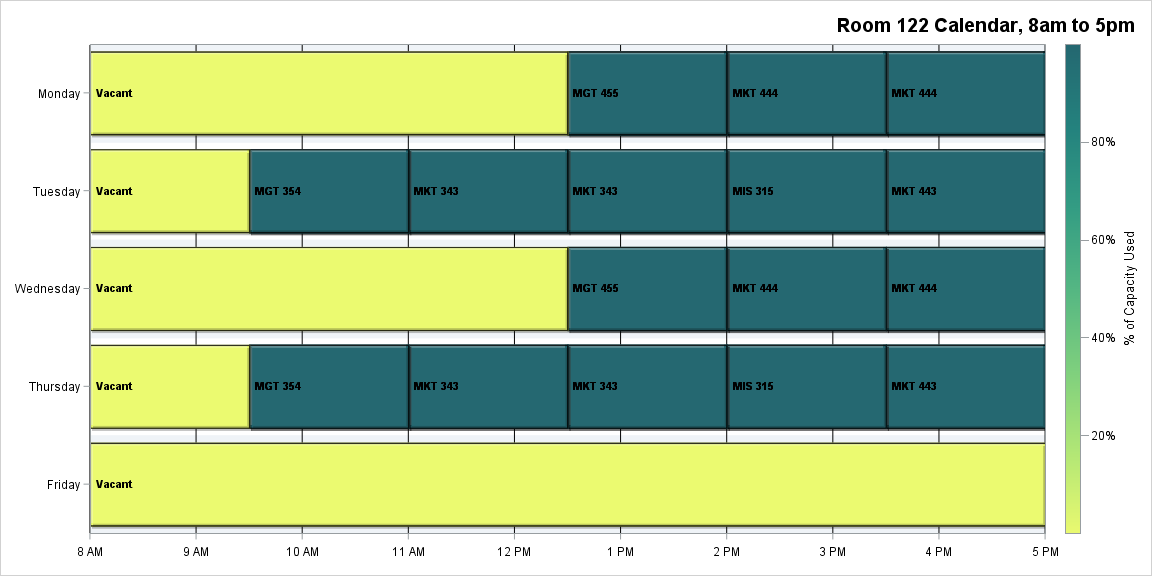 Room 122 Calendar, 8am to 5pm
Monday
Vacant
MGT 455
MKT 444
MKT 444
Tuesday
Vacant
MGT 354
MKT 343
MKT 343
MIS 315
MKT 443
Wednesday
Vacant
MGT 455
MKT 444
MKT 444
Thursday
Vacant
MGT 354
MKT 343
MKT 343
MIS 315
MKT 443
Friday
Vacant
8 AM
9 AM
10 AM
11 AM
12 PM
1 PM
2 PM
3 PM
4 PM
5 PM
80%
60%
40%
20%
% of Capacity Used